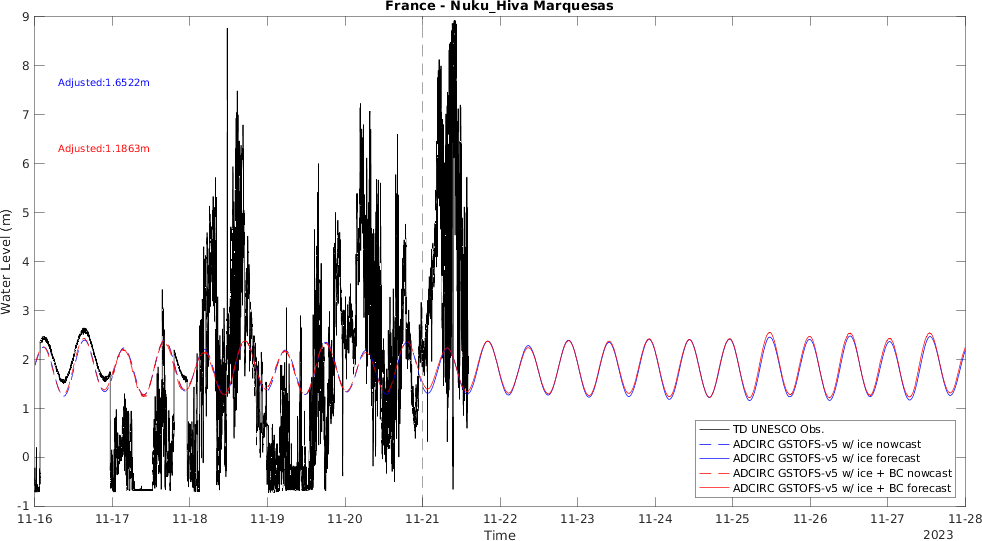 France - Nuku_Hiva Marquesas
9
8
7
6
5
4
3
2
1
0
-1
Water Level (m)
Adjusted:1.6522m
Adjusted:1.1863m
TD UNESCO Obs.
ADCIRC GSTOFS-v5 w/ ice nowcast
ADCIRC GSTOFS-v5 w/ ice forecast
ADCIRC GSTOFS-v5 w/ ice + BC nowcast
ADCIRC GSTOFS-v5 w/ ice + BC forecast
11-16 11-17 11-18 11-19 11-20 11-21 11-22 11-23 11-24 11-25 11-26 11-27 11-28
Time
2023